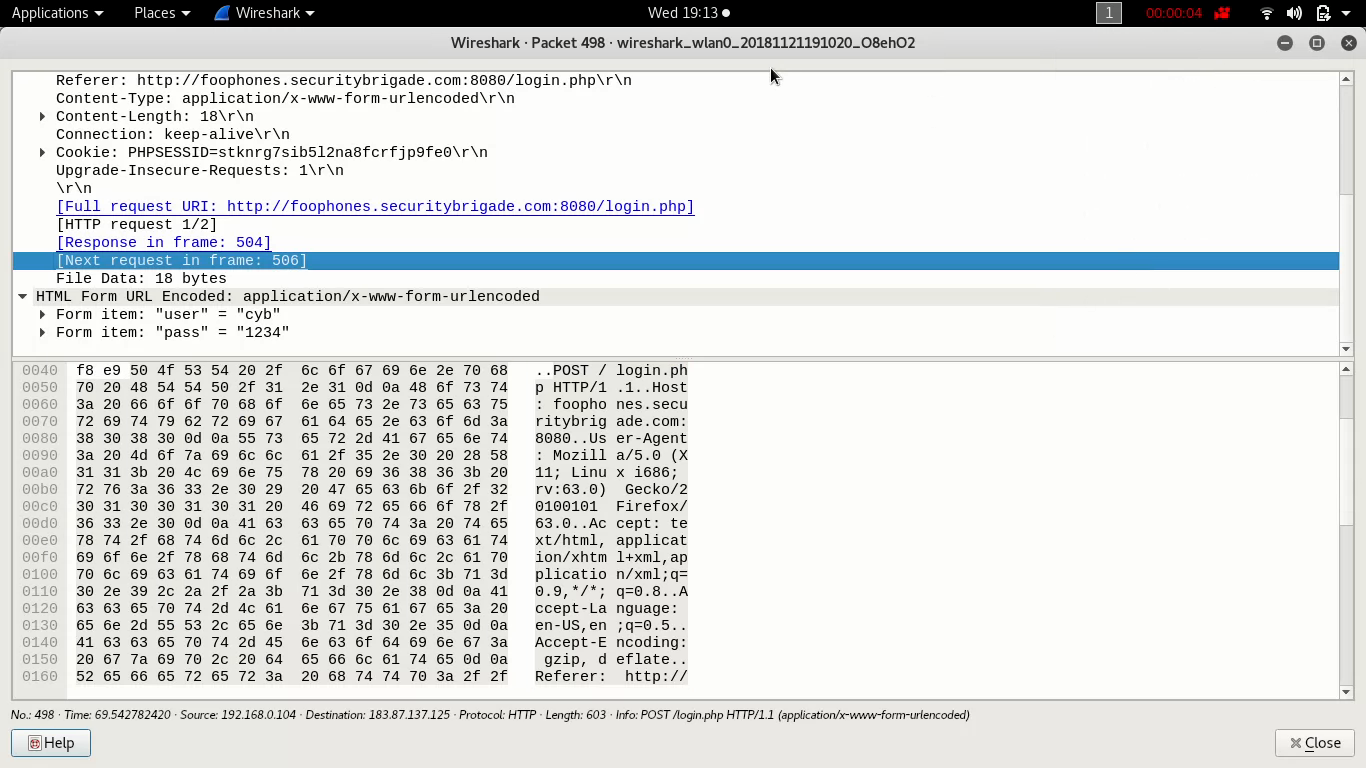 Applications Places Wireshark Wed 19:13 1 00:00:04
Wireshark · Packet 498 · wireshark_wlan0_20181121191020_O8ehO2
Referer: http://foophones.securitybrigade.com:8080/login.php\r\n
Content-Type: application/x-www-form-urlencoded\r\n
Content-Length: 18\r\n
Connection: keep-alive\r\n
Cookie: PHPSESSID=stknrg7sib5l2na8fcrfjp9fe0\r\n
Upgrade-Insecure-Requests: 1\r\n
\r\n
[Full request URI: http://foophones.securitybrigade.com:8080/login.php]
[HTTP request 1/2]
[Response in frame: 504]
[Next request in frame: 506]
File Data: 18 bytes
HTML Form URL Encoded: application/x-www-form-urlencoded
Form item: "user" = "cyb"
Form item: "pass" = "1234"
0040 f8 e9 50 4f 53 54 20 2f 6c 6f 67 69 6e 2e 70 68 ..POST / login.ph
0050 70 20 48 54 54 50 2f 31 2e 31 0d 0a 48 6f 73 74 p HTTP/1 .1..Host
0060 3a 20 66 6f 6f 70 68 6f 6e 65 73 2e 73 65 63 75 : foopho nes.secu
0070 72 69 74 79 62 72 69 67 61 64 65 2e 63 6f 6d 3a ritybrig ade.com:
0080 38 30 38 30 0d 0a 55 73 65 72 2d 41 67 65 6e 74 8080..Us er-Agent
0090 3a 20 4d 6f 7a 69 6c 6c 61 2f 35 2e 30 20 28 58 : Mozill a/5.0 (X
00a0 31 31 3b 20 4c 69 6e 75 78 20 69 36 38 36 3b 20 11; Linu x i686;
00b0 72 76 3a 36 33 2e 30 29 20 47 65 63 6b 6f 2f 32 rv:63.0) Gecko/2
00c0 30 31 30 30 31 30 31 20 46 69 72 65 66 6f 78 2f 0100101 Firefox/
00d0 36 33 2e 30 0d 0a 41 63 63 65 70 74 3a 20 74 65 63.0..Ac cept: te
00e0 78 74 2f 68 74 6d 6c 2c 61 70 70 6c 69 63 61 74 xt/html, applicat
00f0 69 6f 6e 2f 78 68 74 6d 6c 2b 78 6d 6c 2c 61 70 ion/xhtm l+xml,ap
0100 70 6c 69 63 61 74 69 6f 6e 2f 78 6d 6c 3b 71 3d plicatio n/xml;q=
0110 30 2e 39 2c 2a 2f 2a 3b 71 3d 30 2e 38 0d 0a 41 0.9,*/*; q=0.8..A
0120 63 63 65 70 74 2d 4c 61 6e 67 75 61 67 65 3a 20 ccept-La nguage:
0130 65 6e 2d 55 53 2c 65 6e 3b 71 3d 30 2e 35 0d 0a en-US,en ;q=0.5..
0140 41 63 63 65 70 74 2d 45 6e 63 6f 64 69 6e 67 3a Accept-E ncoding:
0150 20 67 7a 69 70 2c 20 64 65 66 6c 61 74 65 0d 0a gzip, d eflate..
0160 52 65 66 65 72 65 72 3a 20 68 74 74 70 3a 2f 2f Referer: http://
No.: 498 · Time: 69.542782420 · Source: 192.168.0.104 · Destination: 183.87.137.125 · Protocol: HTTP · Length: 603 · Info: POST /login.php HTTP/1.1 (application/x-www-form-urlencoded)
Help Close